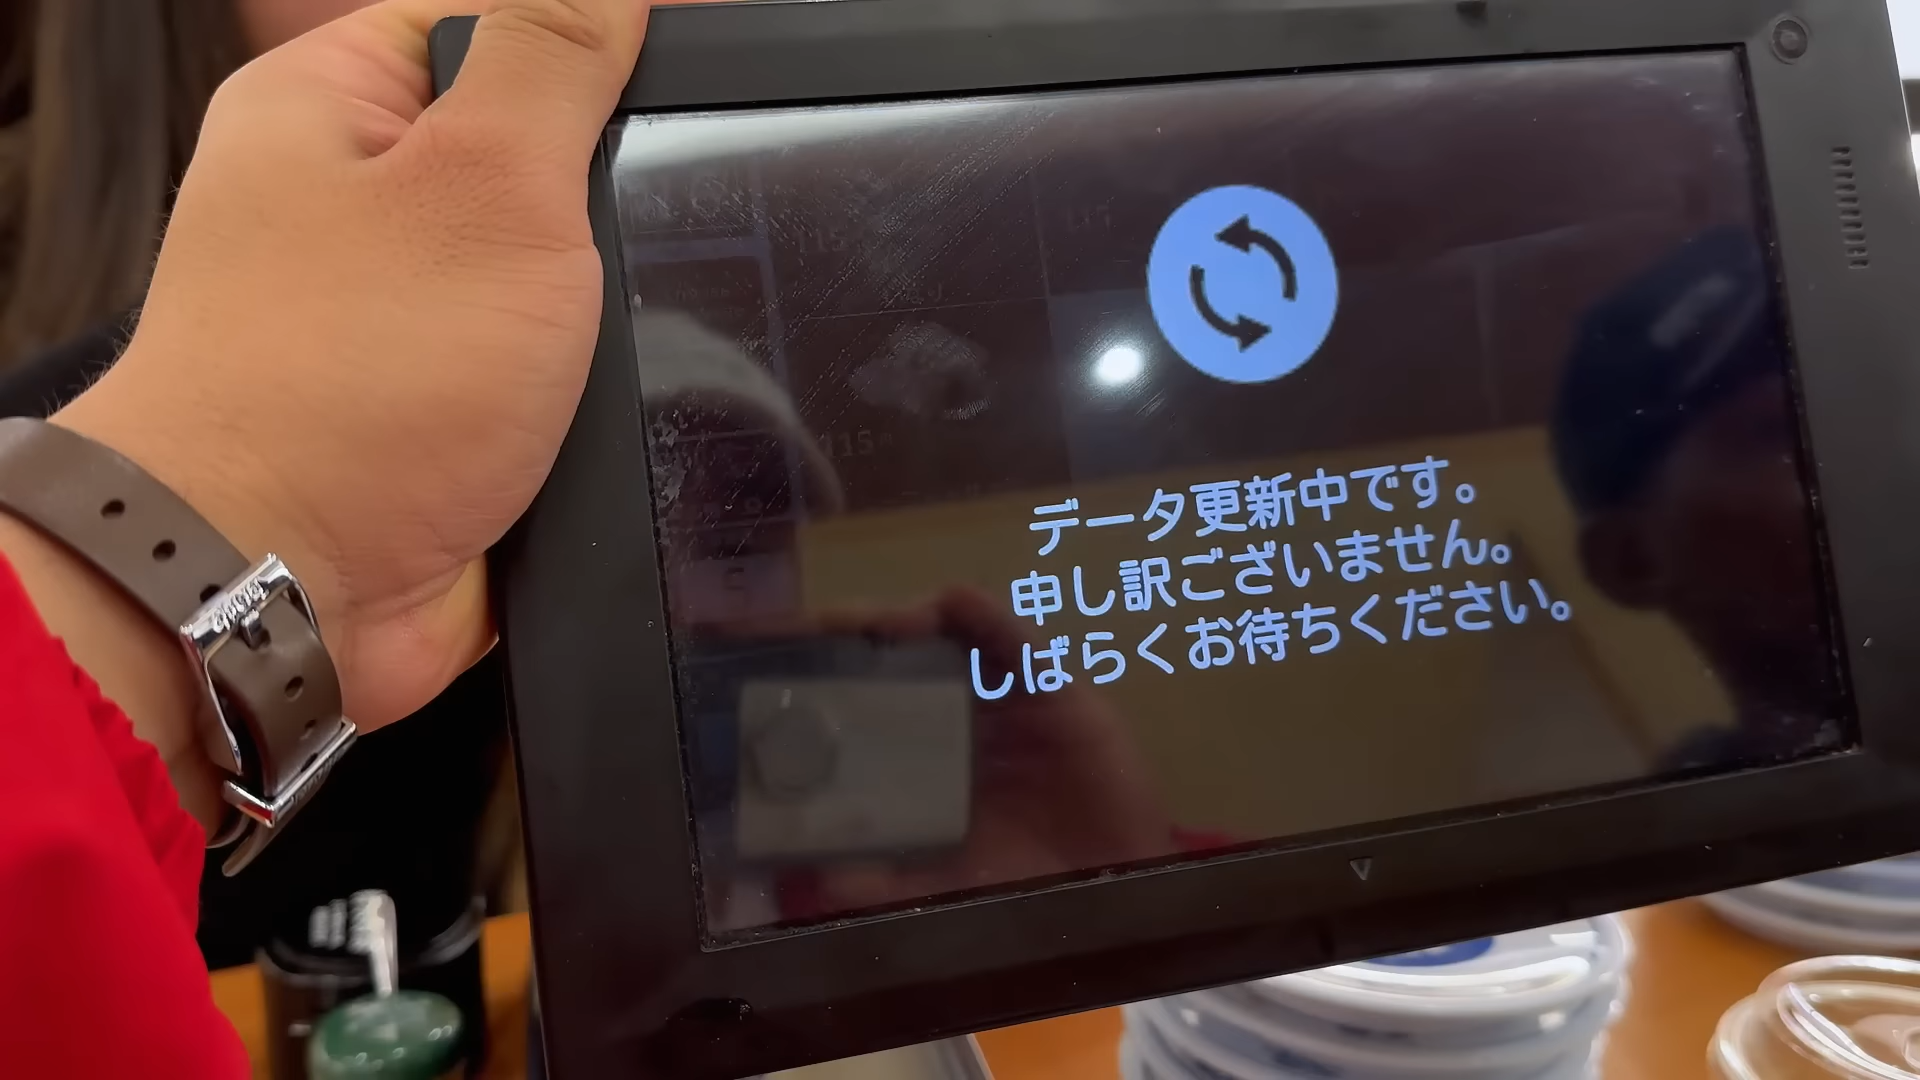 データ更新中です。
申し訳ございません。
しばらくお待ちください。